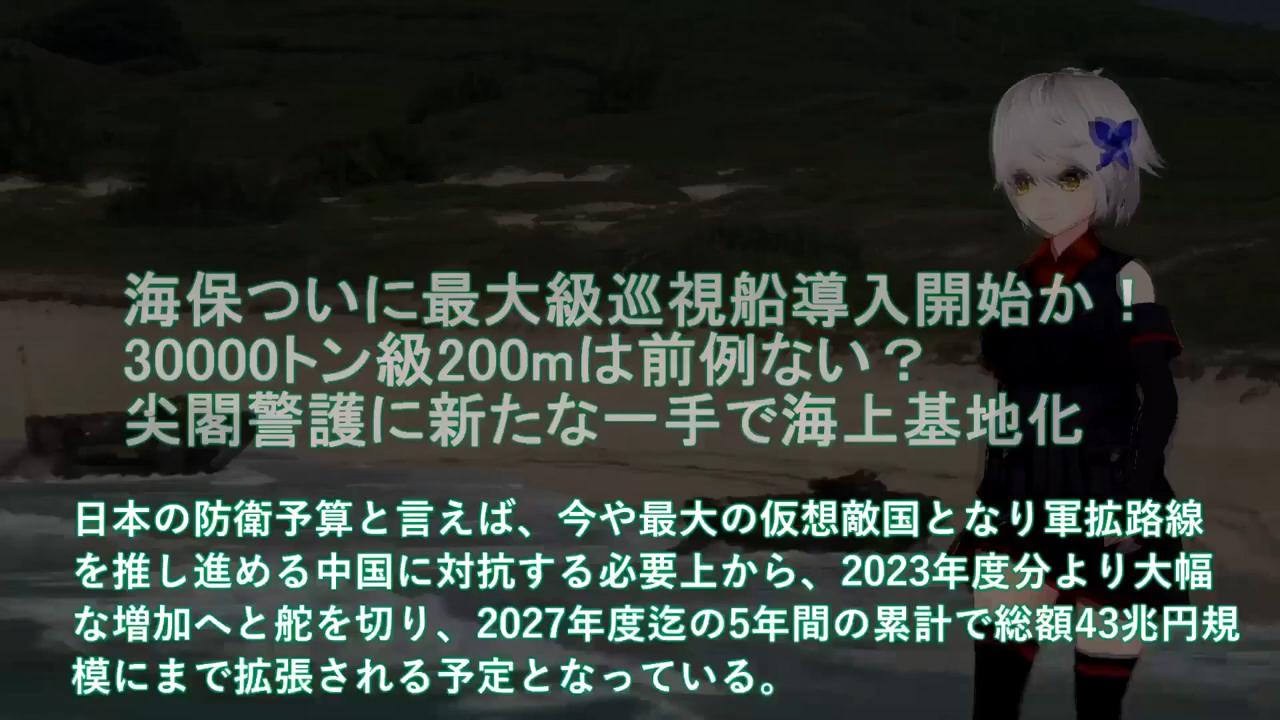 海保ついに最大級巡視船導入開始か！
30000トン級200mは前例ない？
尖閣警護に新たな一手で海上基地化
日本の防衛予算と言えば、今や最大の仮想敵国となり軍拡路線
を推し進める中国に対抗する必要上から、2023年度分より大幅
な増加へと舵を切り、2027年度迄の5年間の累計で総額43兆円規
模にまで拡張される予定となっている。